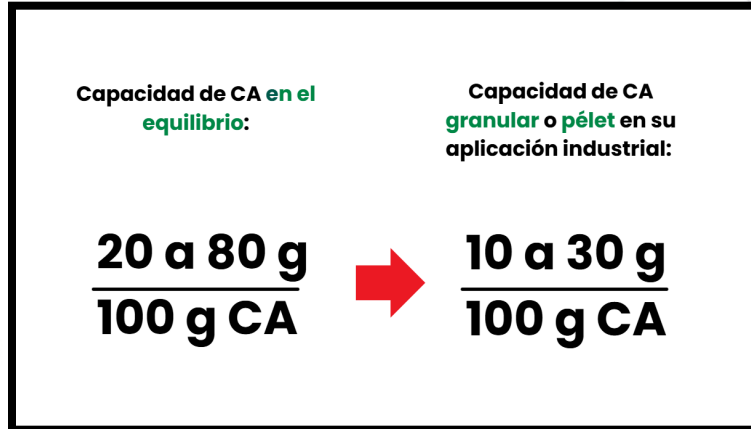 Capacidad de CA en el
equilibrio:
20 a 80 g
100 g CA
Capacidad de CA
granular o pélet en su
aplicación industrial:
10 a 30 g
100 g CA